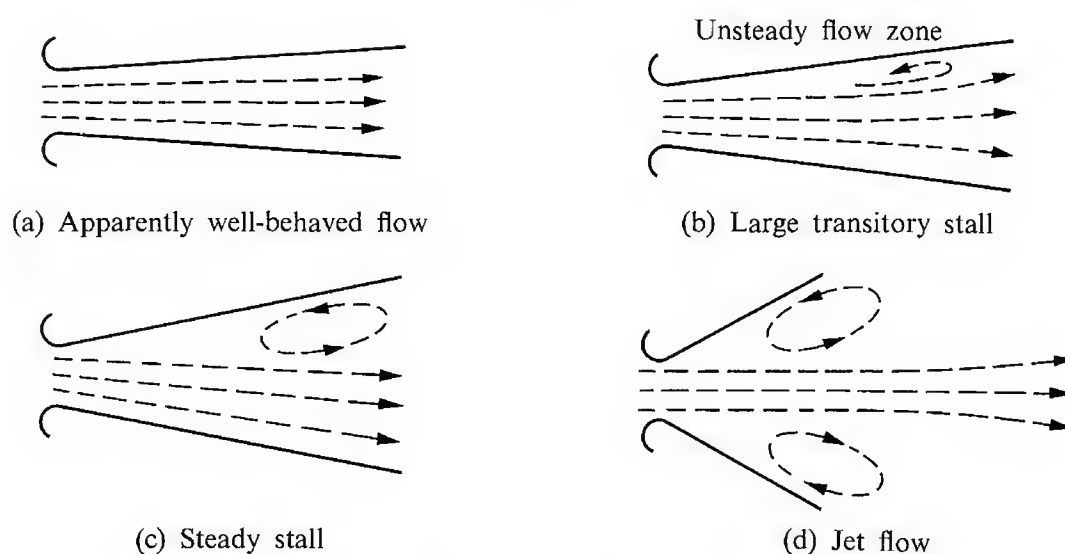 Unsteady flow zone
(a) Apparently well-behaved flow
(b) Large transitory stall
(c) Steady stall
(d) Jet flow